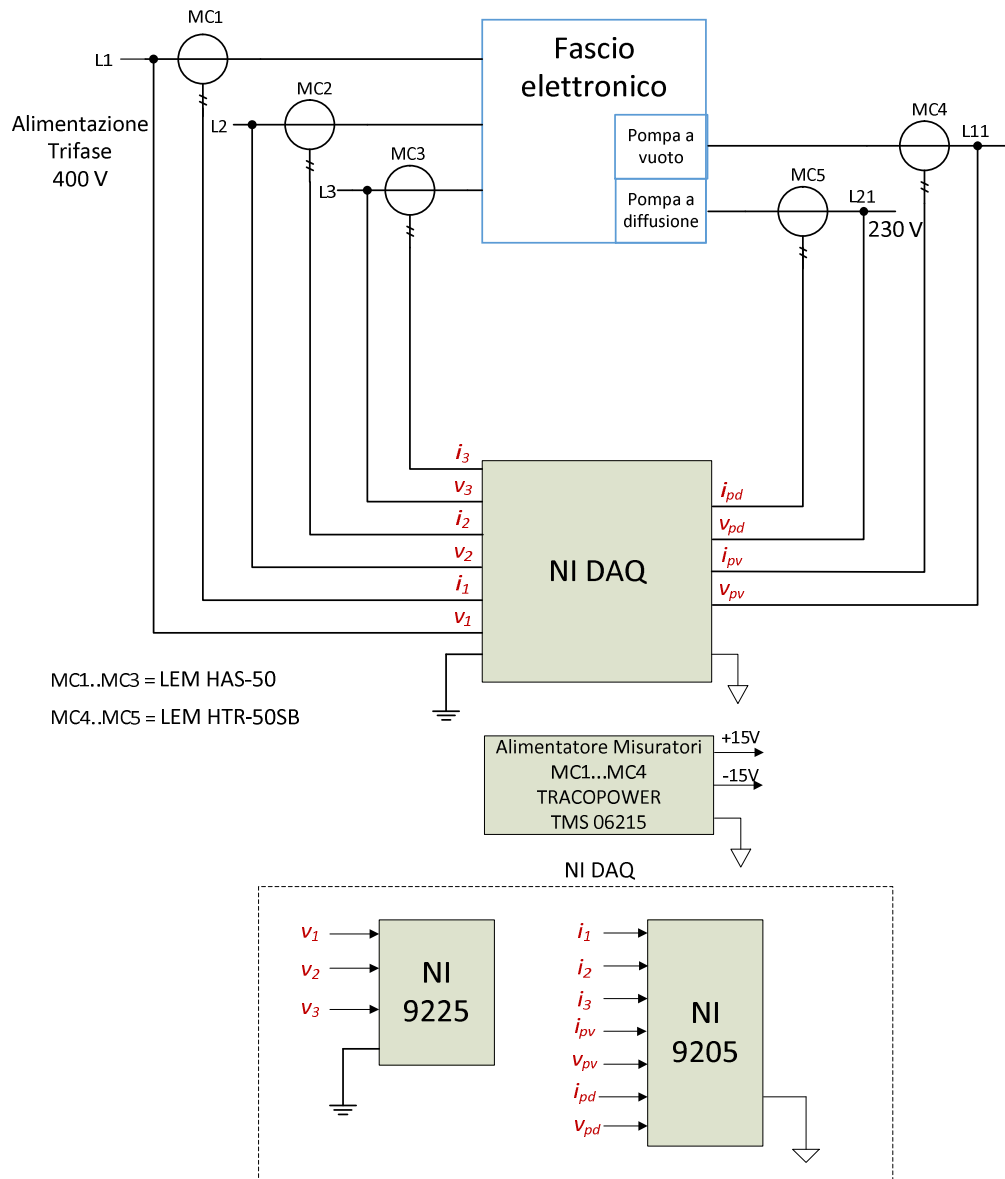 MC1
L1
MC2
L2
MC3
L3
Alimentazione
Trifase
400 V
Fascio
elettronico
Pompa a
vuoto
Pompa a
diffusione
MC4
L11
MC5
L21
230 V
i3
v3
i2
v2
i1
v1
NI DAQ
ipd
vpd
ipv
vpv
MC1..MC3 = LEM HAS-50
MC4..MC5 = LEM HTR-50SB
Alimentatore Misuratori
MC1...MC4
TRACOPOWER
TMS 06215
+15V
-15V
NI DAQ
v1
v2
v3
NI
9225
i1
i2
i3
ipv
vpv
ipd
vpd
NI
9205